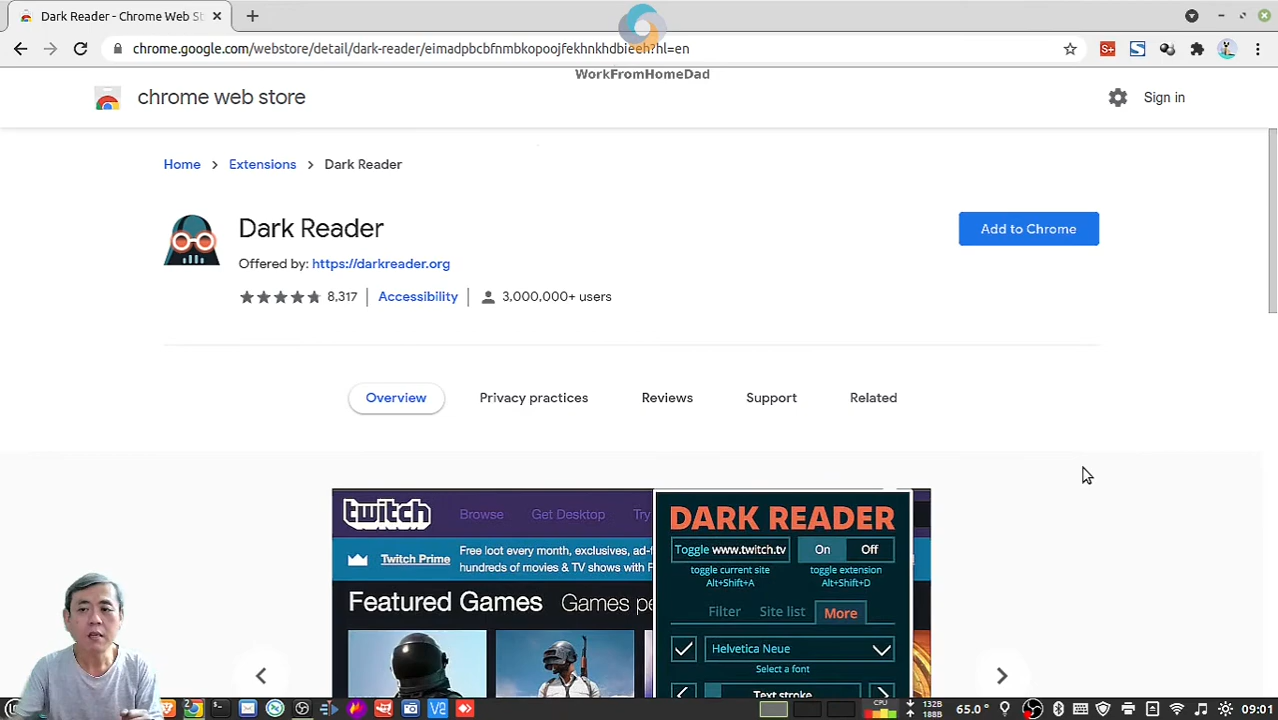 Dark Reader - Chrome Web St
chrome.google.com/webstore/detail/dark-reader/eimadpbcbfnmbkopoojfekhnkhdbieeh?hl=en
WorkFromHomeDad
chrome web store
Sign in
Home > Extensions > Dark Reader
Dark Reader
Add to Chrome
Offered by: https://darkreader.org
8,317 | Accessibility | 3,000,000+ users
Overview
Privacy practices
Reviews
Support
Related
twitch
Browse
Get Desktop
Try
Twitch Prime
Free loot every month, exclusives, ad-f
hundreds of movies & TV shows with P
Featured Games
Games pe
DARK READER
Toggle www.twitch.tv
On
Off
toggle current site
Alt+Shift+A
toggle extension
Alt+Shift+D
Filter
Site list
More
Helvetica Neue
Select a font
Text stroke
CPU
132B
188B
65.0°
09:01